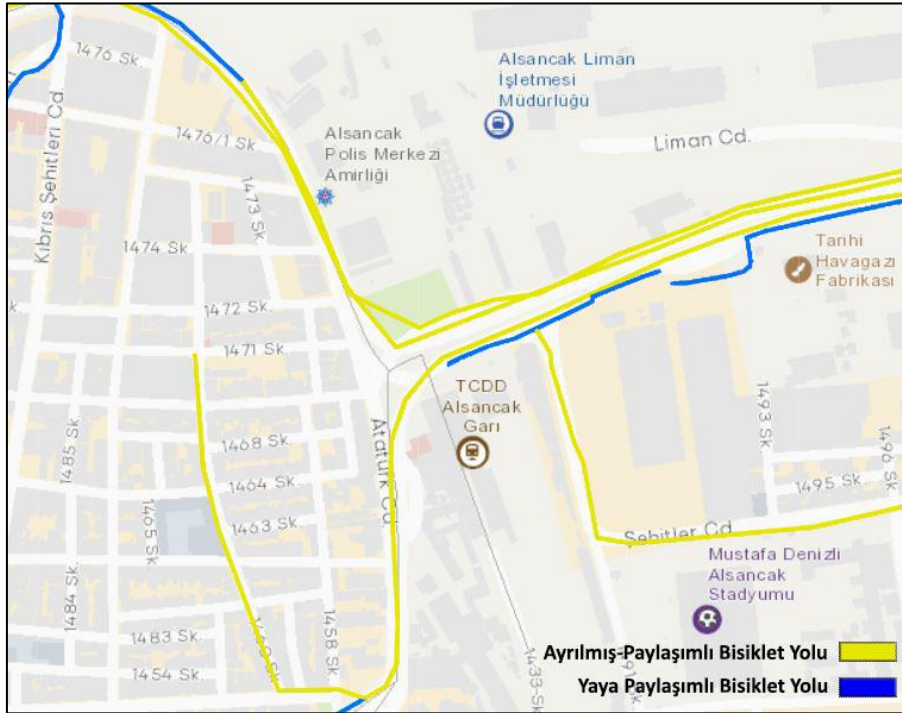 1476 Sk.
Alsancak Liman
İşletmesi
Müdürlüğü
Kıbrıs Şehitleri Cd.
1476/1 Sk.
Alsancak
Polis Merkezi
Amirliği
Liman Cd.
1473 Sk.
1474 Sk.
Tarihi
Havagazı
Fabrikası
1472 Sk.
1471 Sk.
TCDD
Alsancak
Garı
Atatürk Cd.
1468 Sk.
1485 Sk.
1493 Sk.
1496 Sk.
1464 Sk.
1465 Sk.
1463 Sk.
1495 Sk.
Şehitler Cd.
Mustafa Denizli
Alsancak
Stadyumu
1484 Sk.
1483 Sk.
1458 Sk.
1454 Sk.
1433 Sk.
Ayrılmış-Paylaşımlı Bisiklet Yolu
Yaya Paylaşımlı Bisiklet Yolu